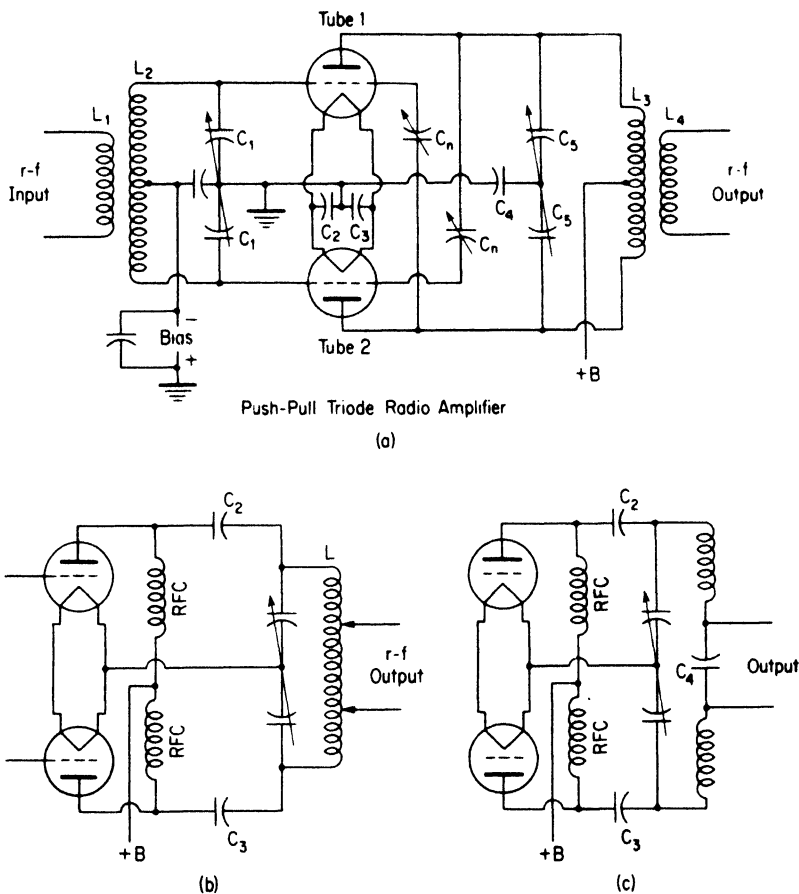 Tube 1
L2
L1
L3
L4
C1
Cn
C5
r-f
Input
r-f
Output
C2 C3
C4
C1
Cn
C5
−
Bias
+
Tube 2
+B
Push-Pull Triode Radio Amplifier
(a)
C2
L
RFC
r-f
Output
RFC
C3
+B
(b)
C2
RFC
C4
Output
RFC
C3
+B
(c)